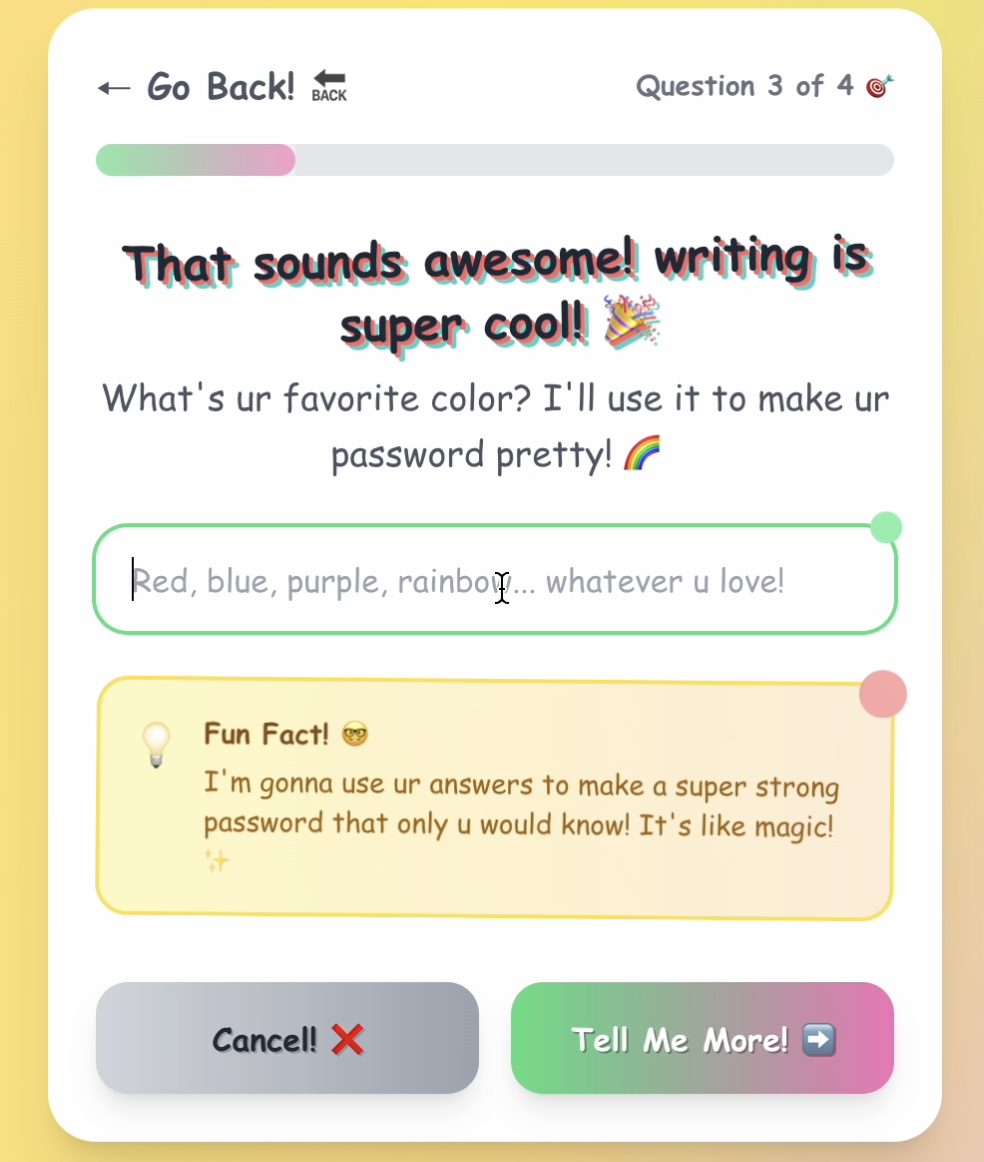 ← Go Back! 🔙
Question 3 of 4 🎯
That sounds awesome! writing is
super cool! 🎉
What's ur favorite color? I'll use it to make ur
password pretty! 🌈
Red, blue, purple, rainbow... whatever u love!
💡 Fun Fact! 🤓
I'm gonna use ur answers to make a super strong
password that only u would know! It's like magic!
✨
Cancel! ❌
Tell Me More! ➡️